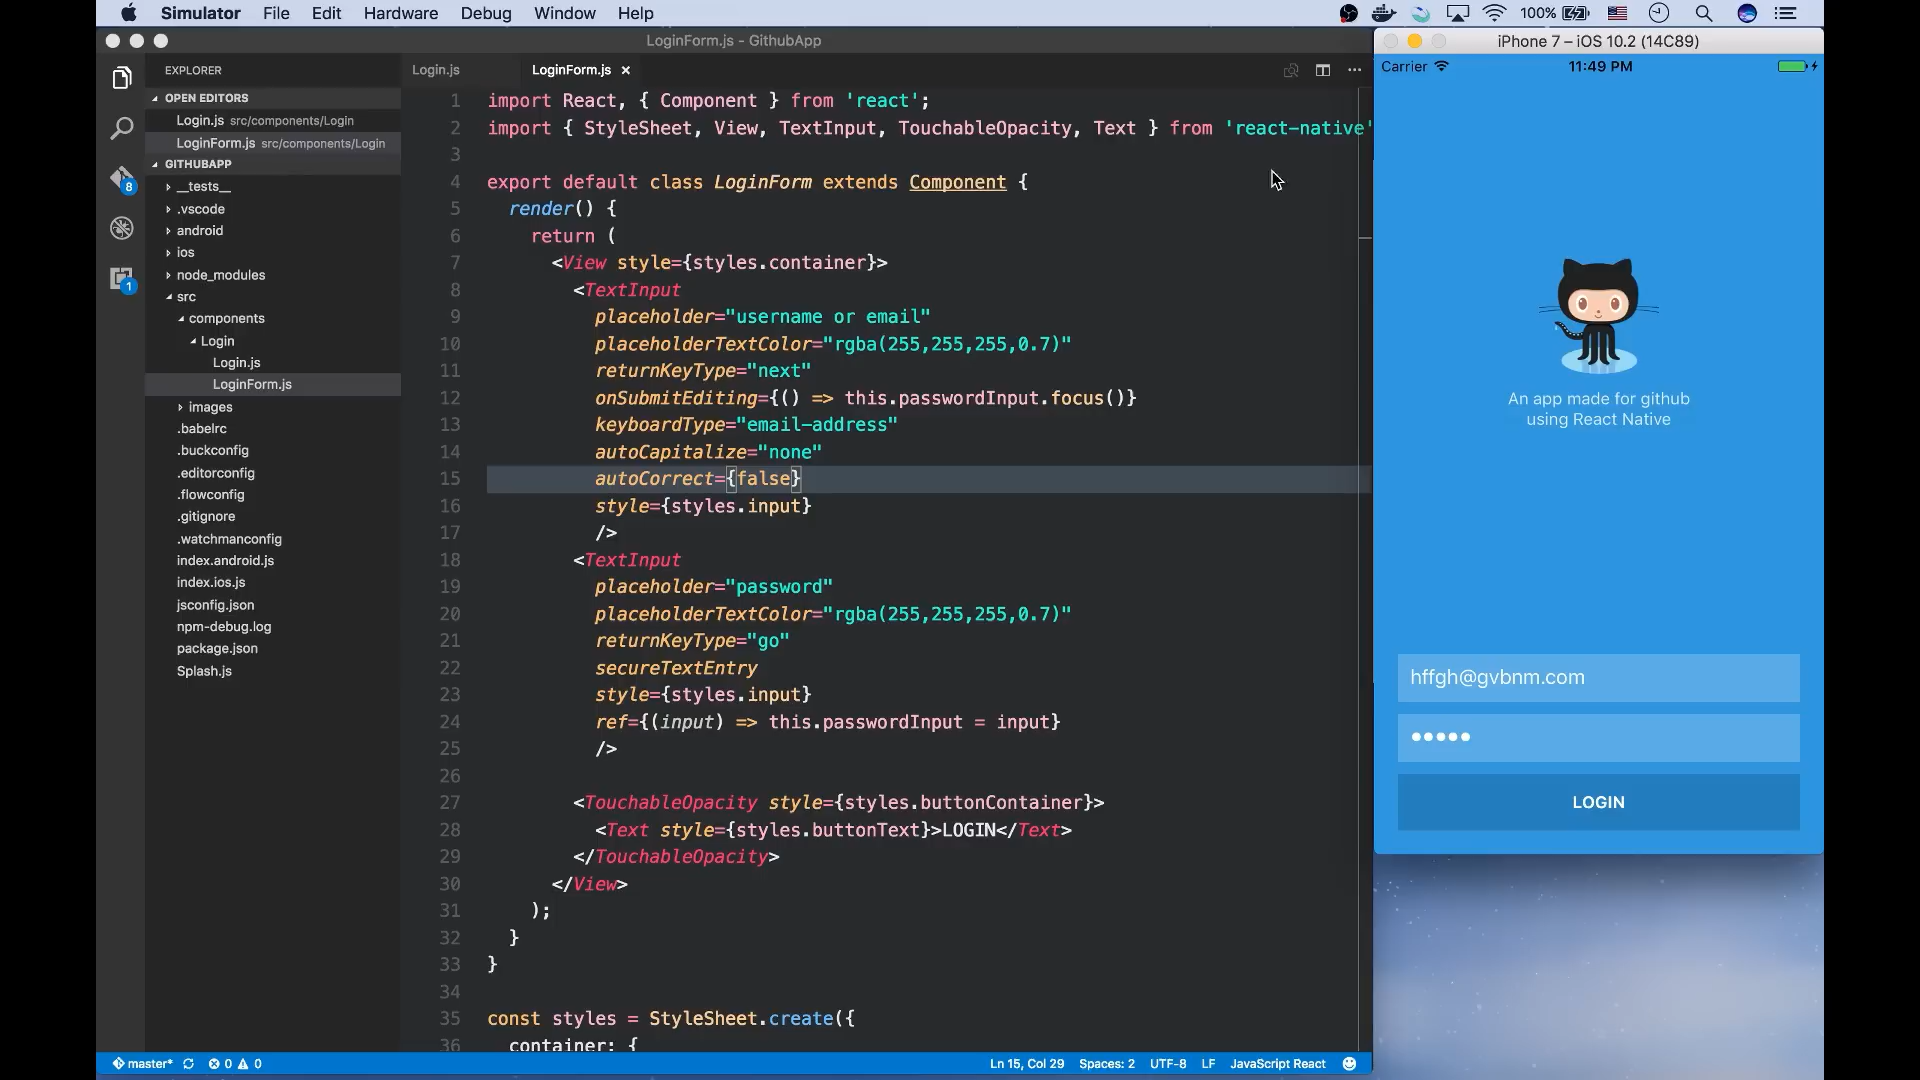 Simulator File Edit Hardware Debug Window Help
100%
LoginForm.js - GithubApp
EXPLORER
OPEN EDITORS
Login.js src/components/Login
LoginForm.js src/components/Login
GITHUBAPP
__tests__
.vscode
android
ios
node_modules
src
components
Login
Login.js
LoginForm.js
images
.babelrc
.buckconfig
.editorconfig
.flowconfig
.gitignore
.watchmanconfig
index.android.js
index.ios.js
jsconfig.json
npm-debug.log
package.json
Splash.js
8
1
Login.js LoginForm.js
1 import React, { Component } from 'react';
2 import { StyleSheet, View, TextInput, TouchableOpacity, Text } from 'react-native'
3
4 export default class LoginForm extends Component {
5 render() {
6 return (
7 <View style={styles.container}>
8 <TextInput
9 placeholder="username or email"
10 placeholderTextColor="rgba(255,255,255,0.7)"
11 returnKeyType="next"
12 onSubmitEditing={() => this.passwordInput.focus()}
13 keyboardType="email-address"
14 autoCapitalize="none"
15 autoCorrect={false}
16 style={styles.input}
17 />
18 <TextInput
19 placeholder="password"
20 placeholderTextColor="rgba(255,255,255,0.7)"
21 returnKeyType="go"
22 secureTextEntry
23 style={styles.input}
24 ref={(input) => this.passwordInput = input}
25 />
26
27 <TouchableOpacity style={styles.buttonContainer}>
28 <Text style={styles.buttonText}>LOGIN</Text>
29 </TouchableOpacity>
30 </View>
31 );
32 }
33 }
34
35 const styles = StyleSheet.create({
36 container: {
master* 0 0 Ln 15, Col 29 Spaces: 2 UTF-8 LF JavaScript React
iPhone 7 – iOS 10.2 (14C89)
Carrier 11:49 PM
An app made for github
using React Native
hffgh@gvbnm.com
●●●●●
LOGIN